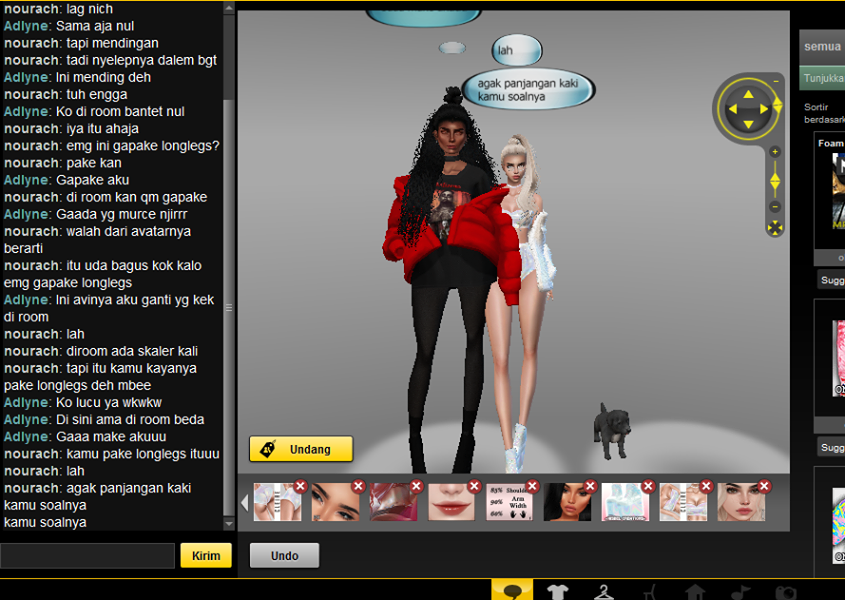 nourach: lag nich
Adlyne: Sama aja nul
nourach: tapi mendingan
nourach: tadi nyelepnya dalem bgt
Adlyne: Ini mending deh
nourach: tuh engga
Adlyne: Ko di room bantet nul
nourach: iya itu ahaja
nourach: emg ini gapake longlegs?
nourach: pake kan
Adlyne: Gapake aku
nourach: di room kan qm gapake
Adlyne: Gaada yg murce njirrr
nourach: walah dari avatarnya
berarti
nourach: itu uda bagus kok kalo
emg gapake longlegs
Adlyne: Ini avinya aku ganti yg kek
di room
nourach: lah
nourach: diroom ada skaler kali
nourach: tapi itu kamu kayanya
pake longlegs deh mbee
Adlyne: Ko lucu ya wkwkw
Adlyne: Di sini ama di room beda
Adlyne: Gaaa make akuuu
nourach: kamu pake longlegs ituuu
nourach: lah
nourach: agak panjangan kaki
kamu soalnya
kamu soalnya
Kirim
lah
agak panjangan kaki
kamu soalnya
Undang
85% Shoulde
90% Arm
Width
80%
Undo
semua
Tunjukka
Sortir
berdasark
Foam
Sugg
Sugg